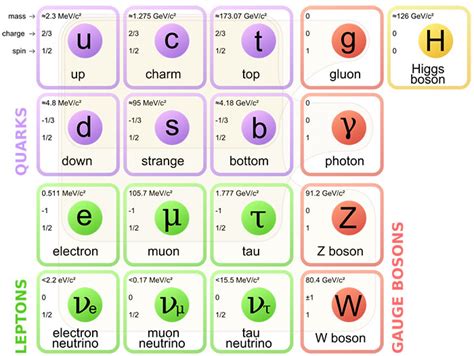 mass → ≈2.3 MeV/c²
charge → 2/3
spin → 1/2
u
up
≈1.275 GeV/c²
2/3
1/2
c
charm
≈173.07 GeV/c²
2/3
1/2
t
top
0
0
1
g
gluon
≈126 GeV/c²
0
0
H
Higgs
boson
QUARKS
≈4.8 MeV/c²
-1/3
1/2
d
down
≈95 MeV/c²
-1/3
1/2
s
strange
≈4.18 GeV/c²
-1/3
1/2
b
bottom
0
0
1
γ
photon
0.511 MeV/c²
-1
1/2
e
electron
105.7 MeV/c²
-1
1/2
μ
muon
1.777 GeV/c²
-1
1/2
τ
tau
91.2 GeV/c²
0
1
Z
Z boson
GAUGE BOSONS
LEPTONS
<2.2 eV/c²
0
1/2
νe
electron
neutrino
<0.17 MeV/c²
0
1/2
νμ
muon
neutrino
<15.5 MeV/c²
0
1/2
ντ
tau
neutrino
80.4 GeV/c²
±1
1
W
W boson